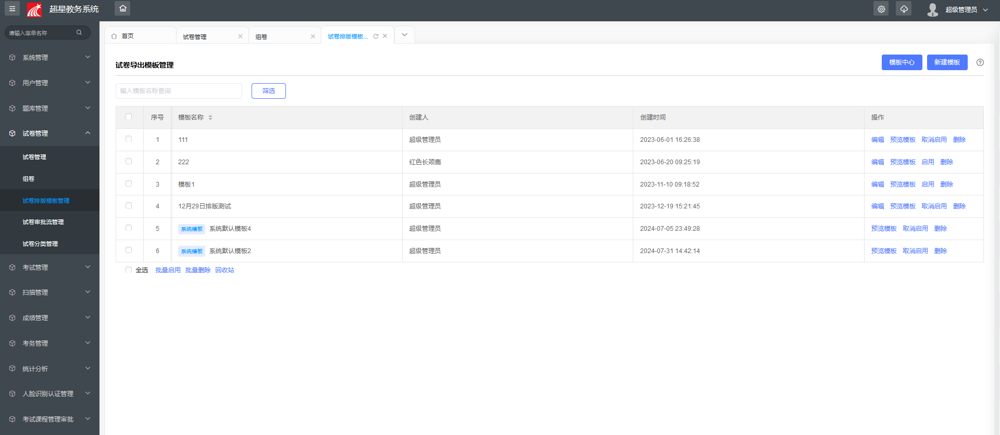 超星教务系统
超级管理员
请输入菜单名称
系统管理
用户管理
题库管理
试卷管理
试卷管理
组卷
试卷排版模板管理
试卷审批流管理
试卷分类管理
考试管理
扫描管理
成绩管理
考务管理
统计分析
人脸识别认证管理
考试课程管理审批
首页 试卷管理 组卷 试卷排版模板...
试卷导出模板管理 模板中心 新建模板
输入模板名称查询 筛选
序号 模板名称 创建人 创建时间 操作
1 111 超级管理员 2023-06-01 16:26:38 编辑 预览模板 取消启用 删除
2 222 红色长颈鹿 2023-06-20 09:25:19 编辑 预览模板 启用 删除
3 模板1 超级管理员 2023-11-10 09:18:52 编辑 预览模板 启用 删除
4 12月29日排版测试 超级管理员 2023-12-19 15:21:45 编辑 预览模板 取消启用 删除
5 系统模板 系统默认模板4 超级管理员 2024-07-05 23:49:28 预览模板 取消启用 删除
6 系统模板 系统默认模板2 超级管理员 2024-07-31 14:42:14 预览模板 取消启用 删除
全选 批量启用 批量删除 回收站